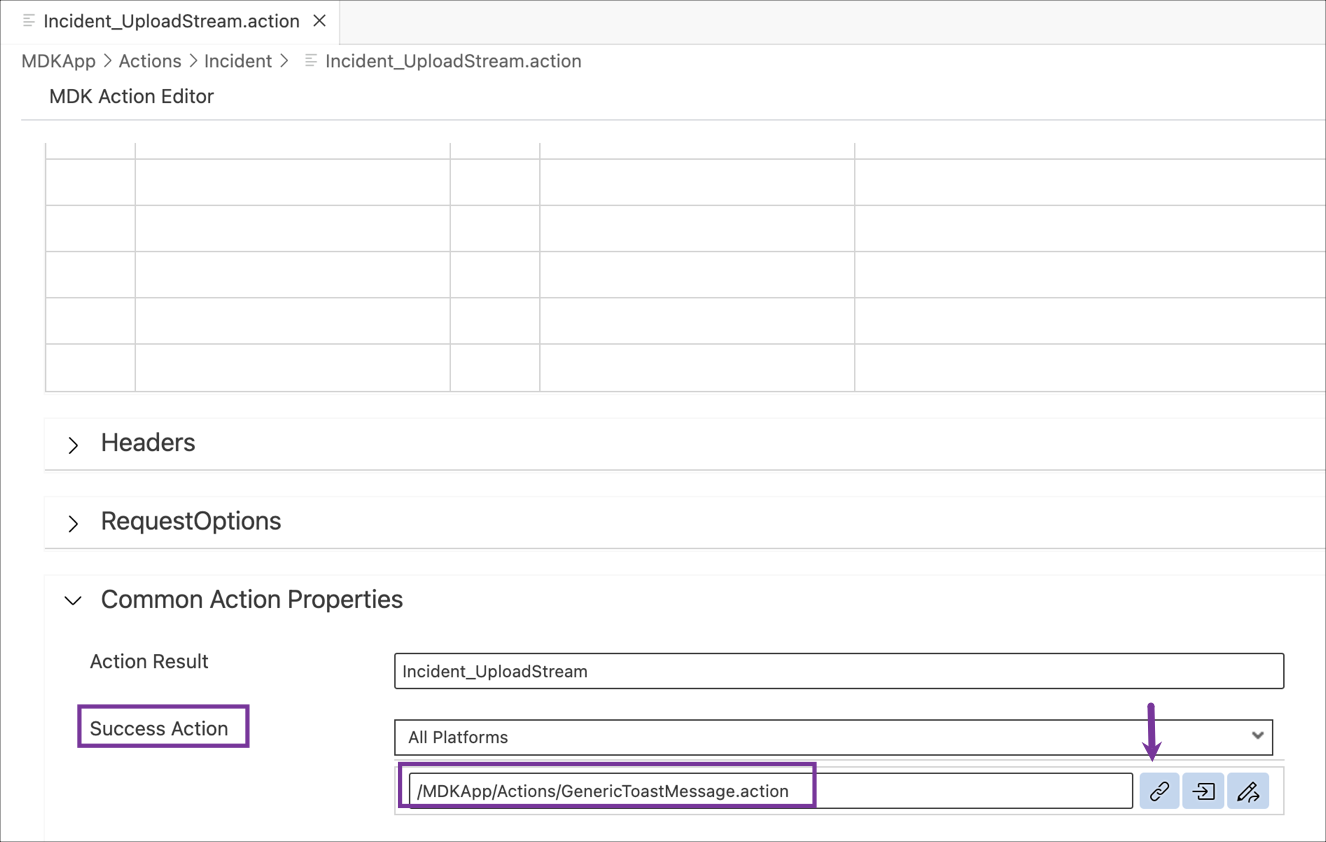 Incident_UploadStream.action
MDKApp > Actions > Incident > Incident_UploadStream.action
MDK Action Editor
Headers
RequestOptions
Common Action Properties
Action Result
Incident_UploadStream
Success Action
All Platforms
/MDKApp/Actions/GenericToastMessage.action